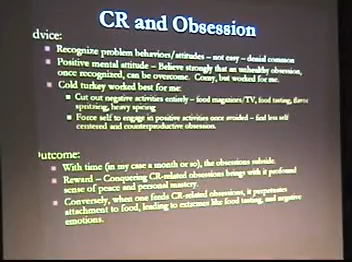 CR and Obsession
dvice:
Recognize problem behaviors/attitudes – not easy – denial common
Positive mental attitude – Believe strongly that an unhealthy obsession,
once recognized, can be overcome. Corny, but worked for me.
Cold turkey worked best for me:
Cut out negative activities entirely – food magazines/TV, food tasting, flavor
spritzing, heavy spicing
Force self to engage in positive activities once avoided – find less self
centered and counterproductive obsession.
utcome:
With time (in my case a month or so), the obsessions subside.
Reward – Conquering CR-related obsessions brings with it profound
sense of peace and personal mastery.
Conversely, when one feeds CR-related obsessions, it perpetuates
attachment to food, leading to extremes like food tasting, and negative
emotions.